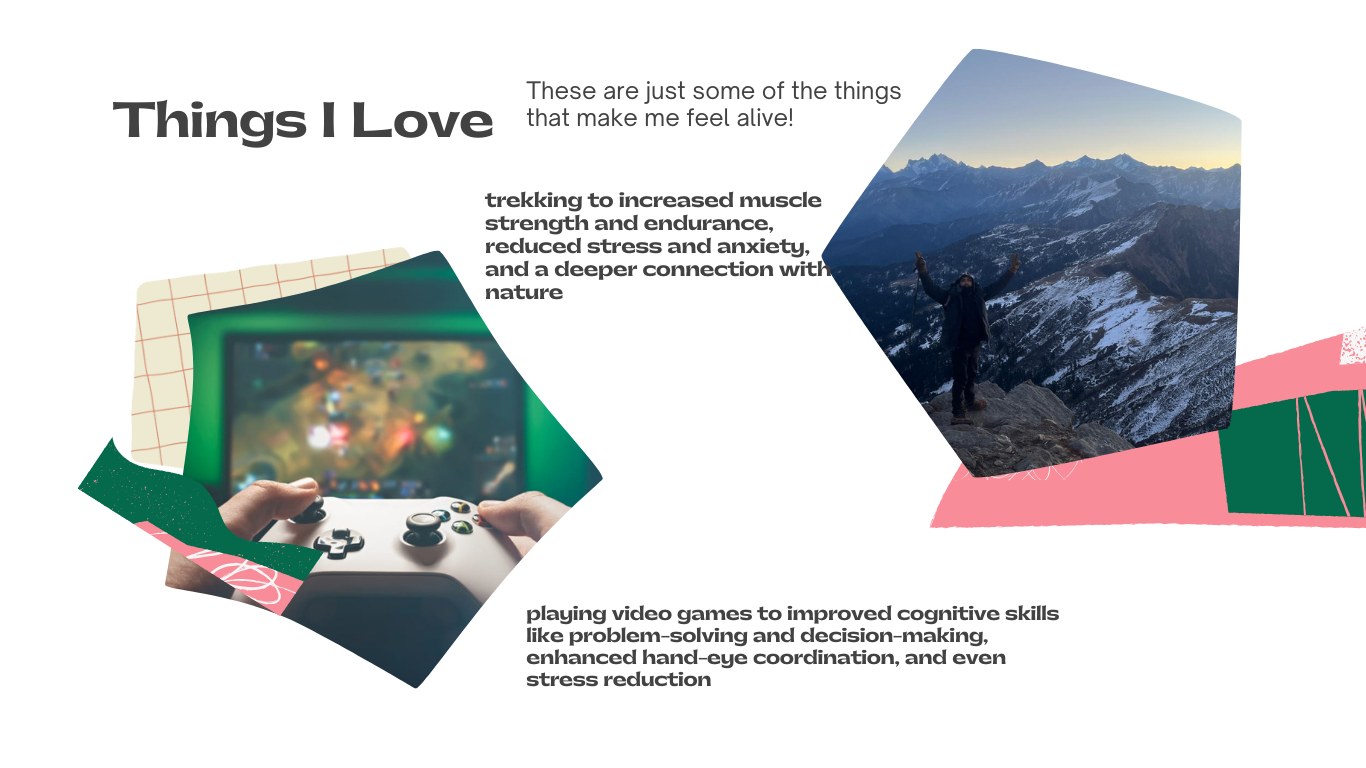 Things I Love
These are just some of the things
that make me feel alive!
trekking to increased muscle
strength and endurance,
reduced stress and anxiety,
and a deeper connection with
nature
playing video games to improved cognitive skills
like problem-solving and decision-making,
enhanced hand-eye coordination, and even
stress reduction